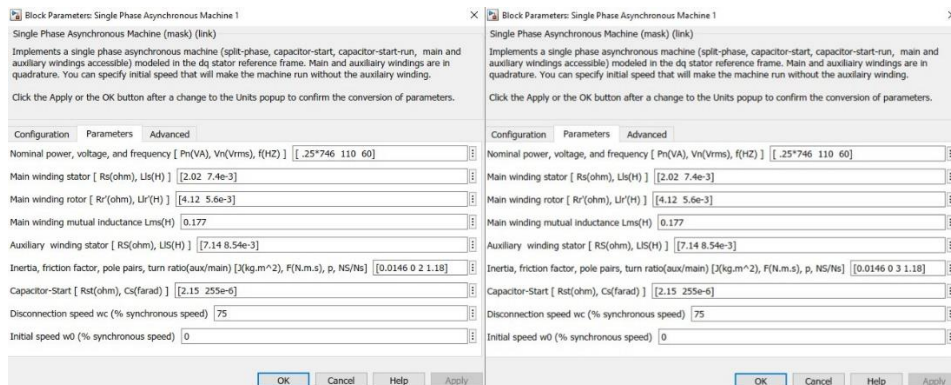 Block Parameters: Single Phase Asynchronous Machine 1
Single Phase Asynchronous Machine (mask) (link)
Implements a single phase asynchronous machine (split-phase, capacitor-start, capacitor-start-run, main and
auxiliary windings accessible) modeled in the dq stator reference frame. Main and auxiliary windings are in
quadrature. You can specify initial speed that will make the machine run without the auxilairy winding.
Click the Apply or the OK button after a change to the Units popup to confirm the conversion of parameters.
Configuration Parameters Advanced
Nominal power, voltage, and frequency [ Pn(VA), Vn(Vrms), f(HZ) ] [ .25*746 110 60]
Main winding stator [ Rs(ohm), Lls(H) ] [2.02 7.4e-3]
Main winding rotor [ Rr'(ohm), Llr'(H) ] [4.12 5.6e-3]
Main winding mutual inductance Lms(H) 0.177
Auxiliary winding stator [ RS(ohm), LlS(H) ] [7.14 8.54e-3]
Inertia, friction factor, pole pairs, turn ratio(aux/main) [J(kg.m^2), F(N.m.s), p, NS/Ns] [0.0146 0 2 1.18]
Capacitor-Start [ Rst(ohm), Cs(farad) ] [2.15 255e-6]
Disconnection speed wc (% synchronous speed) 75
Initial speed w0 (% synchronous speed) 0
OK Cancel Help Apply
Block Parameters: Single Phase Asynchronous Machine 1
Single Phase Asynchronous Machine (mask) (link)
Implements a single phase asynchronous machine (split-phase, capacitor-start, capacitor-start-run, main and
auxiliary windings accessible) modeled in the dq stator reference frame. Main and auxiliary windings are in
quadrature. You can specify initial speed that will make the machine run without the auxilairy winding.
Click the Apply or the OK button after a change to the Units popup to confirm the conversion of parameters.
Configuration Parameters Advanced
Nominal power, voltage, and frequency [ Pn(VA), Vn(Vrms), f(HZ) ] [ .25*746 110 60]
Main winding stator [ Rs(ohm), Lls(H) ] [2.02 7.4e-3]
Main winding rotor [ Rr'(ohm), Llr'(H) ] [4.12 5.6e-3]
Main winding mutual inductance Lms(H) 0.177
Auxiliary winding stator [ RS(ohm), LlS(H) ] [7.14 8.54e-3]
Inertia, friction factor, pole pairs, turn ratio(aux/main) [J(kg.m^2), F(N.m.s), p, NS/Ns] [0.0146 0 3 1.18]
Capacitor-Start [ Rst(ohm), Cs(farad) ] [2.15 255e-6]
Disconnection speed wc (% synchronous speed) 75
Initial speed w0 (% synchronous speed) 0
OK Cancel Help Apply